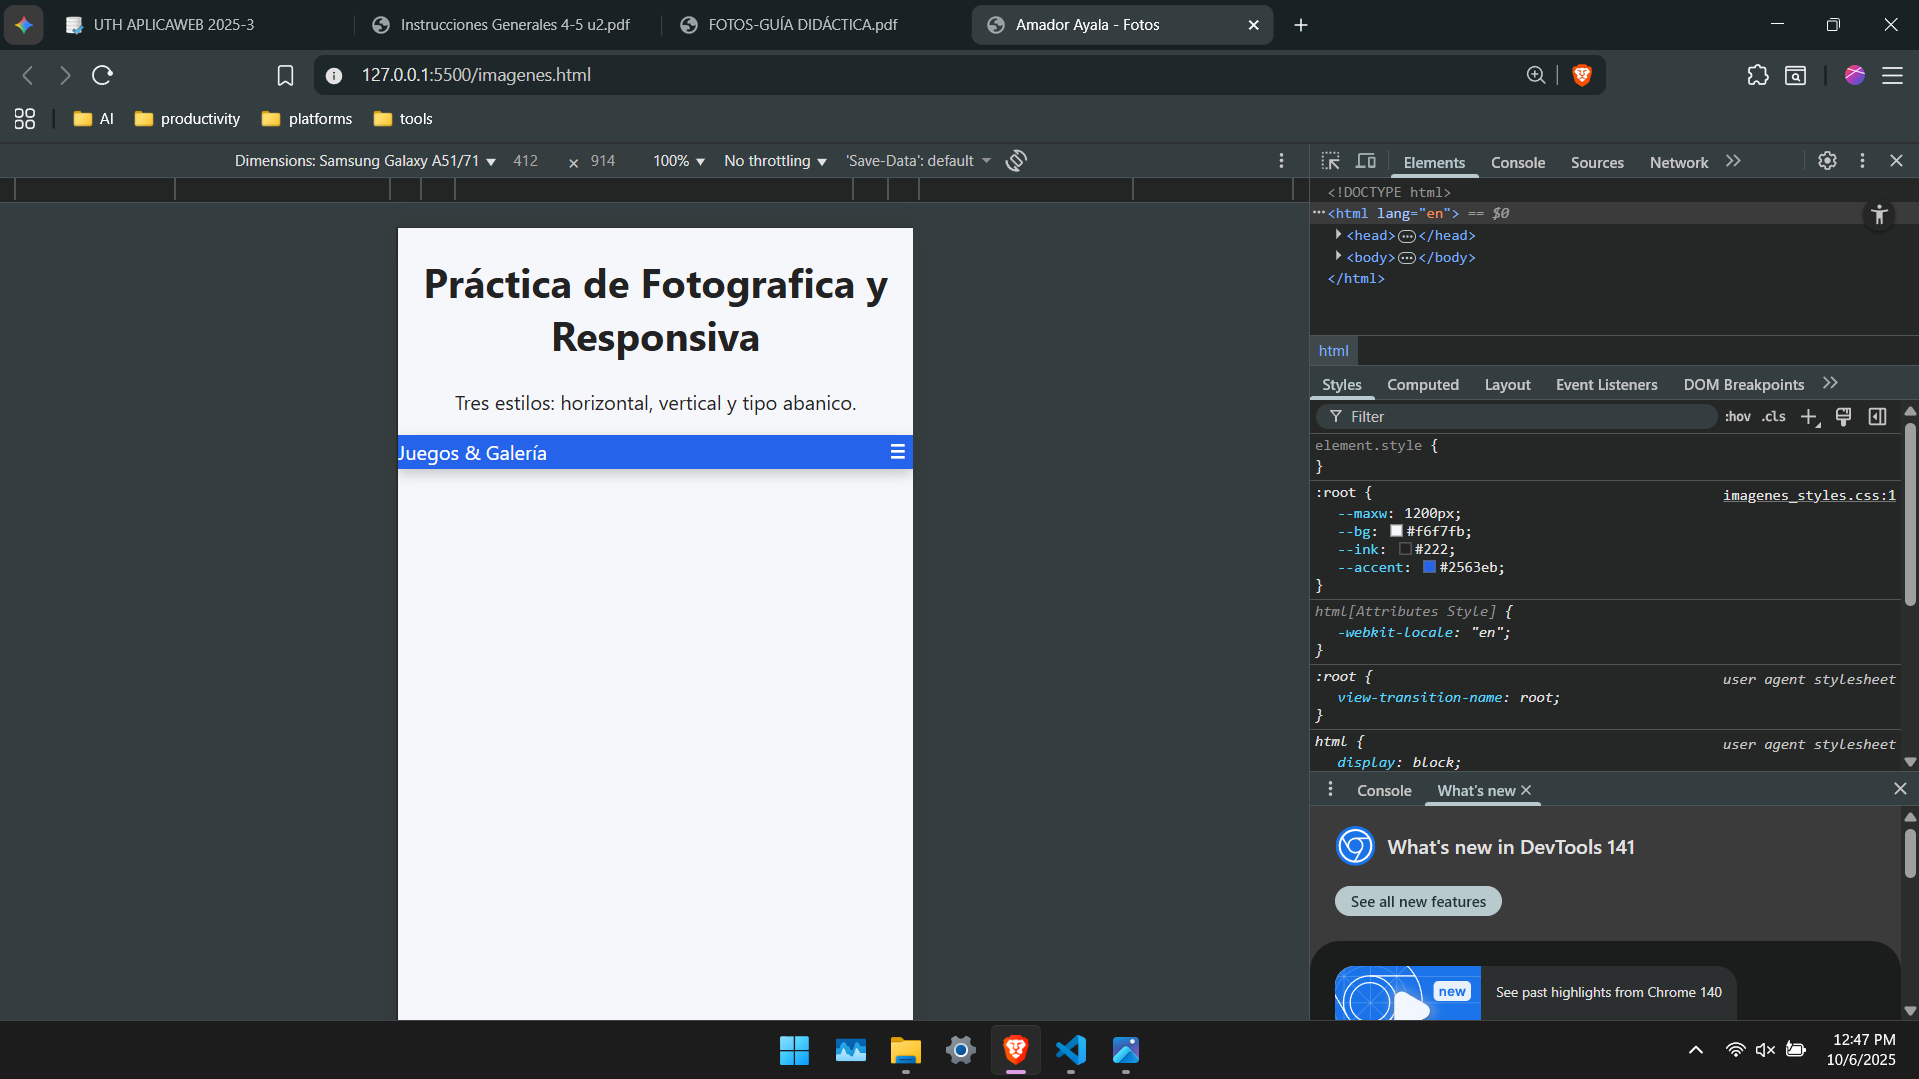 UTH APLICAWEB 2025-3
Instrucciones Generales 4-5 u2.pdf
FOTOS-GUÍA DIDÁCTICA.pdf
Amador Ayala - Fotos
127.0.0.1:5500/imagenes.html
AI
productivity
platforms
tools
Dimensions: Samsung Galaxy A51/71 412 × 914 100% No throttling 'Save-Data': default
Práctica de Fotografica y
Responsiva
Tres estilos: horizontal, vertical y tipo abanico.
Juegos & Galería
Elements Console Sources Network
<!DOCTYPE html>
<html lang="en"> == $0
<head></head>
<body></body>
</html>
html
Styles Computed Layout Event Listeners DOM Breakpoints
Filter :hov .cls
element.style {
}
:root { imagenes_styles.css:1
--maxw: 1200px;
--bg: #f6f7fb;
--ink: #222;
--accent: #2563eb;
}
html[Attributes Style] {
-webkit-locale: "en";
}
:root { user agent stylesheet
view-transition-name: root;
}
html { user agent stylesheet
display: block;
Console What's new
What's new in DevTools 141
See all new features
new
See past highlights from Chrome 140
12:47 PM
10/6/2025